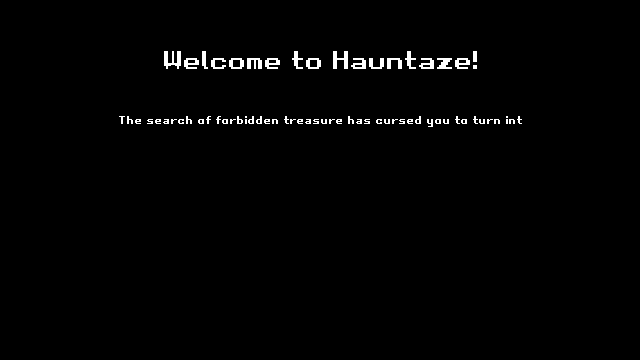 Welcome to Hauntaze!
The search of forbidden treasure has cursed you to turn int